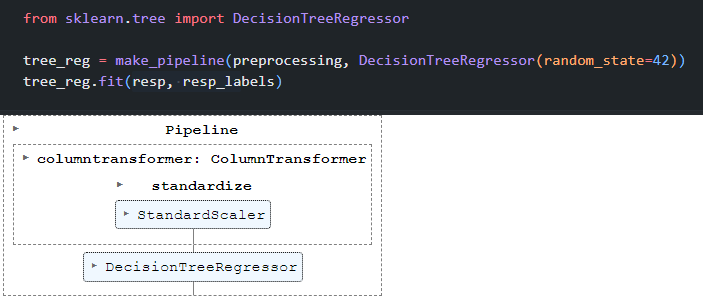 from sklearn.tree import DecisionTreeRegressor
tree_reg = make_pipeline(preprocessing, DecisionTreeRegressor(random_state=42))
tree_reg.fit(resp, resp_labels)
Pipeline
columntransformer: ColumnTransformer
standardize
StandardScaler
DecisionTreeRegressor